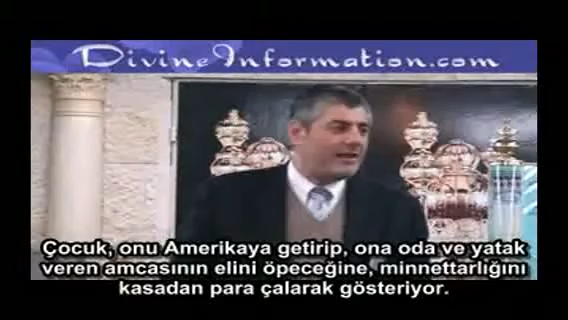 DivineInformation.com
Çocuk, onu Amerikaya getirip, ona oda ve yatak
veren amcasının elini öpeceğine, minnettarlığını
kasadan para çalarak gösteriyor.